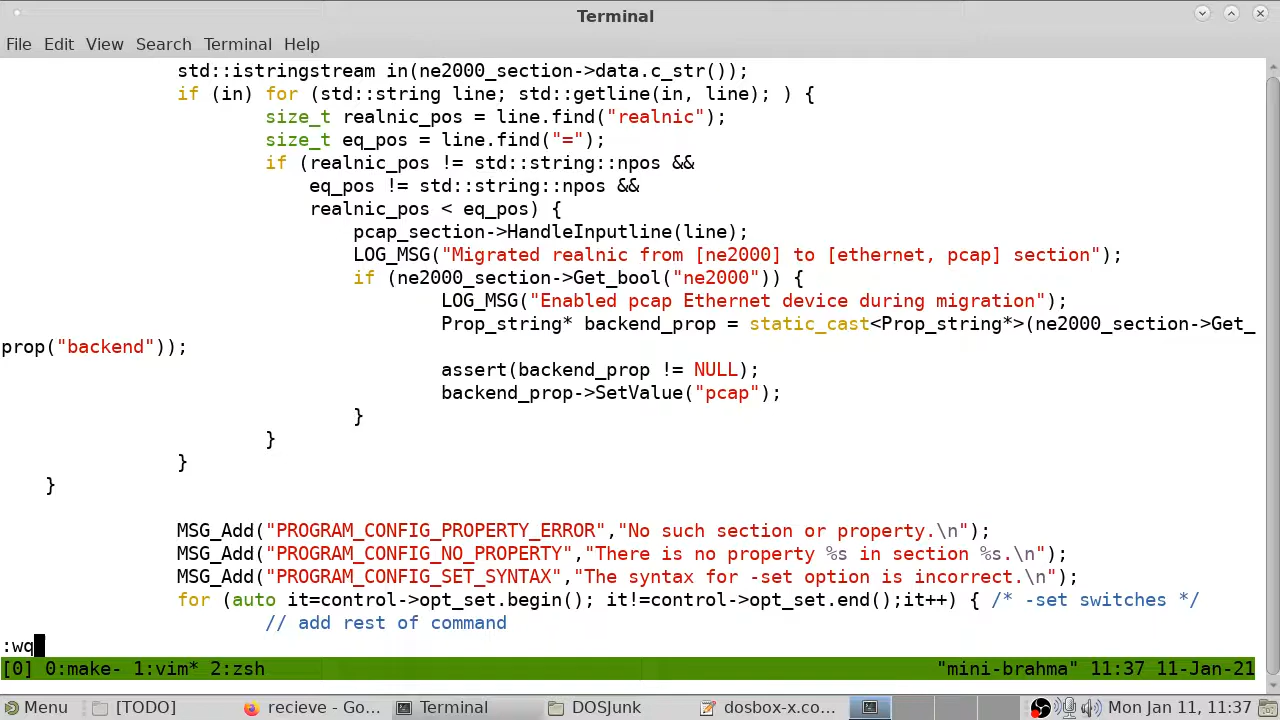 Terminal
File Edit View Search Terminal Help
std::istringstream in(ne2000_section->data.c_str());
if (in) for (std::string line; std::getline(in, line); ) {
size_t realnic_pos = line.find("realnic");
size_t eq_pos = line.find("=");
if (realnic_pos != std::string::npos &&
eq_pos != std::string::npos &&
realnic_pos < eq_pos) {
pcap_section->HandleInputline(line);
LOG_MSG("Migrated realnic from [ne2000] to [ethernet, pcap] section");
if (ne2000_section->Get_bool("ne2000")) {
LOG_MSG("Enabled pcap Ethernet device during migration");
Prop_string* backend_prop = static_cast<Prop_string*>(ne2000_section->Get_
prop("backend"));
assert(backend_prop != NULL);
backend_prop->SetValue("pcap");
}
}
}
}
MSG_Add("PROGRAM_CONFIG_PROPERTY_ERROR","No such section or property.\n");
MSG_Add("PROGRAM_CONFIG_NO_PROPERTY","There is no property %s in section %s.\n");
MSG_Add("PROGRAM_CONFIG_SET_SYNTAX","The syntax for -set option is incorrect.\n");
for (auto it=control->opt_set.begin(); it!=control->opt_set.end();it++) { /* -set switches */
// add rest of command
:wq
[0] 0:make- 1:vim* 2:zsh "mini-brahma" 11:37 11-Jan-21
Menu [TODO] recieve - Go... Terminal DOSJunk dosbox-x.co... Mon Jan 11, 11:37